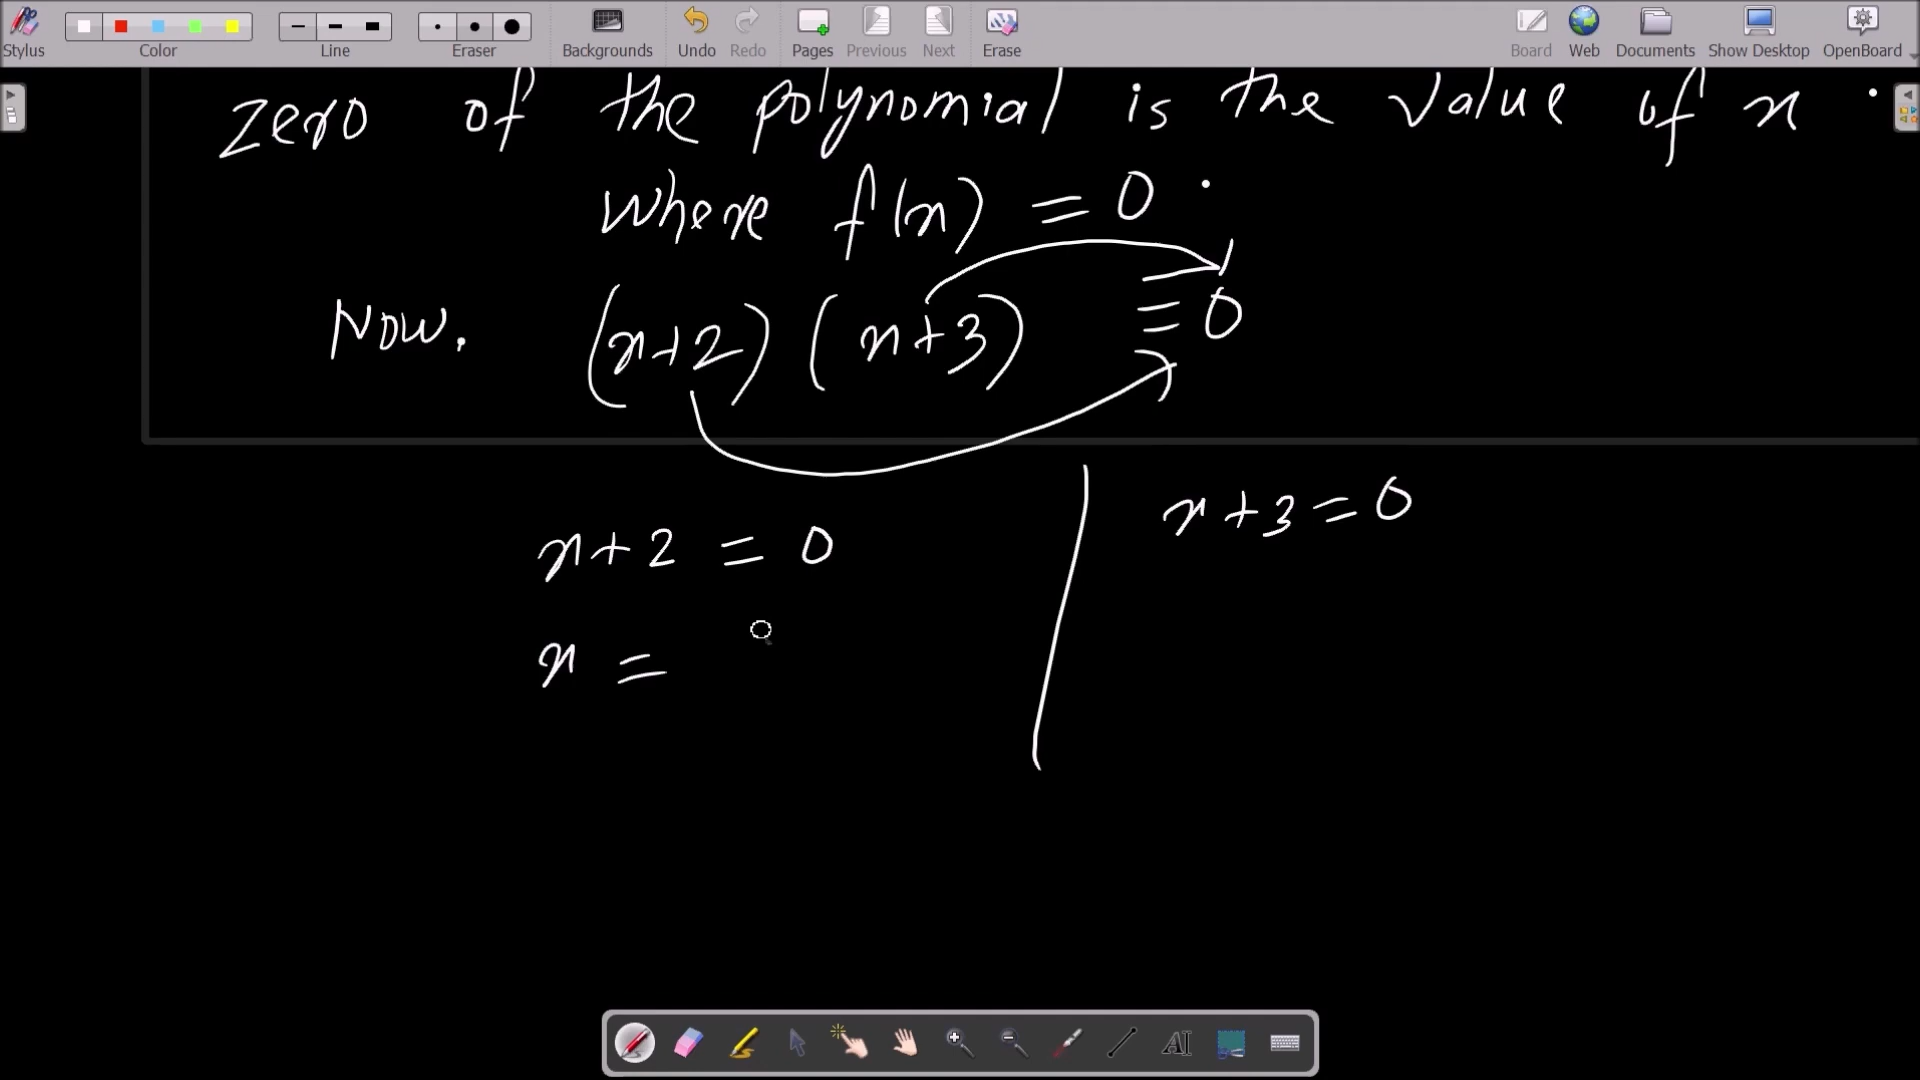 Stylus Color Line Eraser Backgrounds Undo Redo Pages Previous Next Erase Board Web Documents Show Desktop OpenBoard
zero of the polynomial is the value of x .
where f(x) = 0 .
Now. (x+2) (x+3) = 0
x+2 = 0
x+3=0
x =
AI